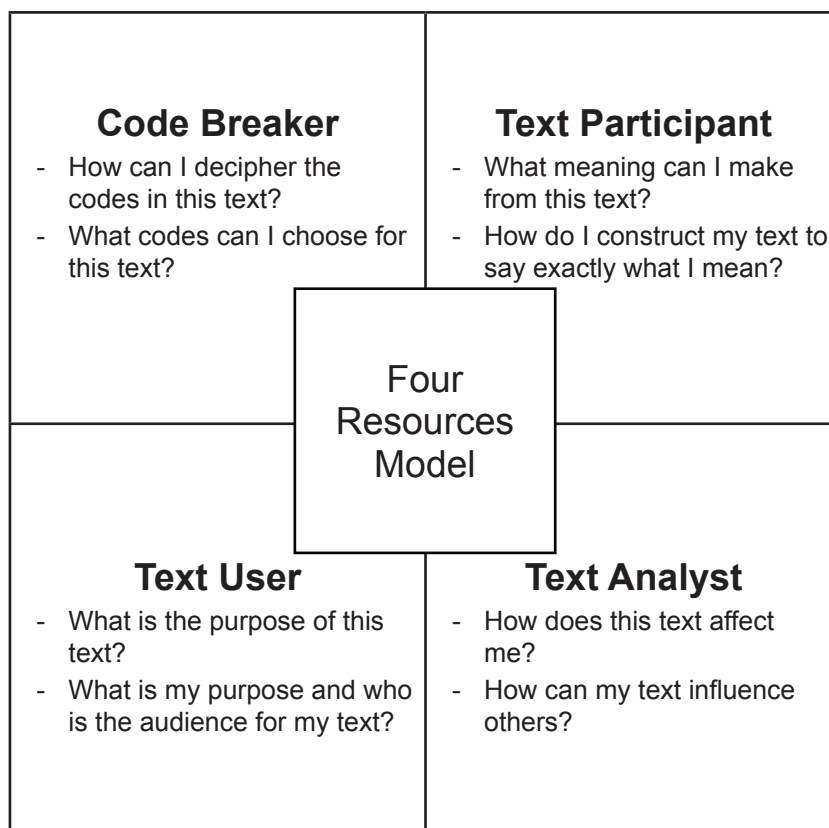 Code Breaker
- How can I decipher the
codes in this text?
- What codes can I choose for
this text?
Text Participant
- What meaning can I make
from this text?
- How do I construct my text to
say exactly what I mean?
Four
Resources
Model
Text User
- What is the purpose of this
text?
- What is my purpose and who
is the audience for my text?
Text Analyst
- How does this text affect
me?
- How can my text influence
others?